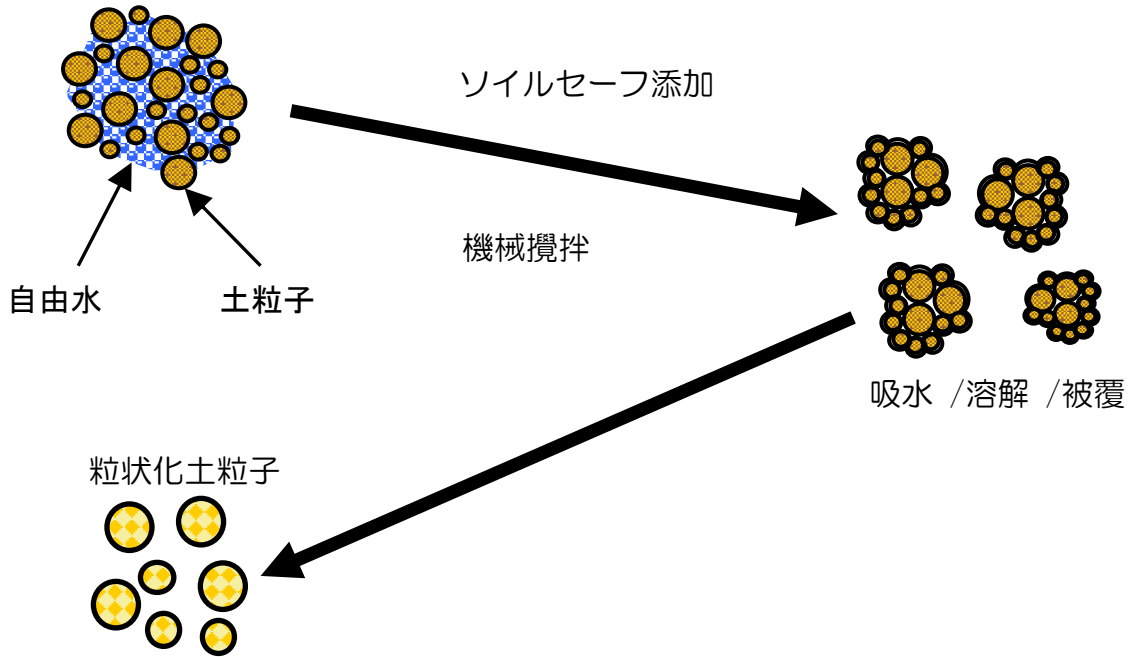 ソイルセーフ添加
機械攪拌
自由水
土粒子
吸水 /溶解 /被覆
粒状化土粒子